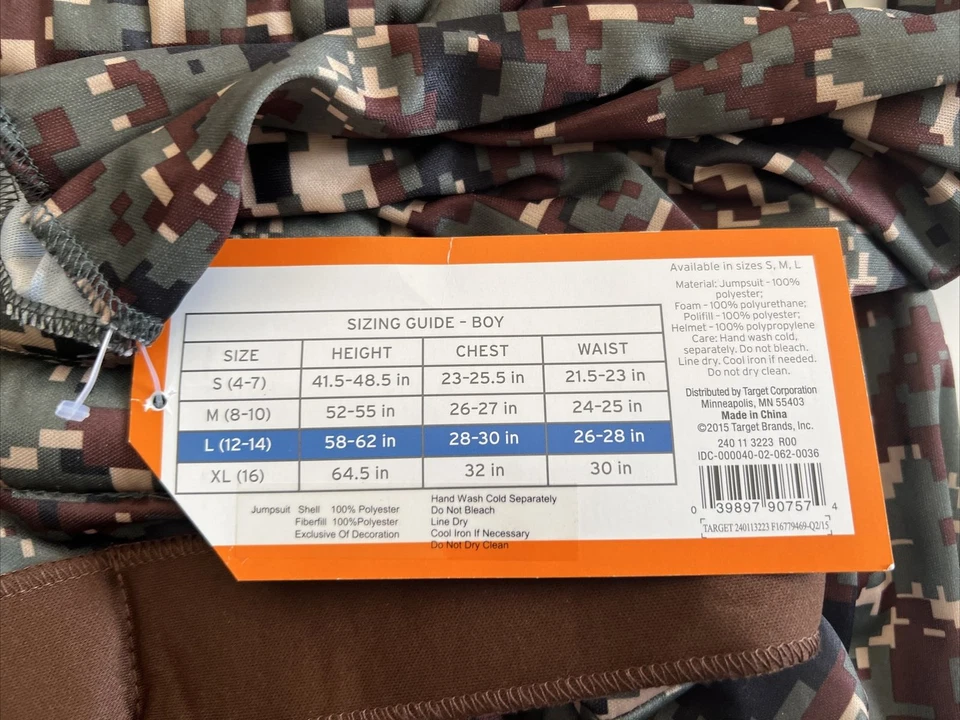 SIZING GUIDE – BOY
SIZE HEIGHT CHEST WAIST
S (4-7) 41.5-48.5 in 23-25.5 in 21.5-23 in
M (8-10) 52-55 in 26-27 in 24-25 in
L (12-14) 58-62 in 28-30 in 26-28 in
XL (16) 64.5 in 32 in 30 in
Jumpsuit Shell 100% Polyester
Fiberfill 100%Polyester
Exclusive Of Decoration
Hand Wash Cold Separately
Do Not Bleach
Line Dry
Cool Iron If Necessary
Do Not Dry Clean
Available in sizes S, M, L
Material: Jumpsuit - 100%
polyester;
Foam - 100% polyurethane;
Polifill - 100% polyester;
Helmet - 100% polypropylene
Care: Hand wash cold,
separately. Do not bleach.
Line dry. Cool iron if needed.
Do not dry clean.
Distributed by Target Corporation
Minneapolis, MN 55403
Made in China
©2015 Target Brands, Inc.
240 11 3223 R00
IDC-000040-02-062-0036
0 39897 90757 4
TARGET 240113223 F16779469-Q2/15